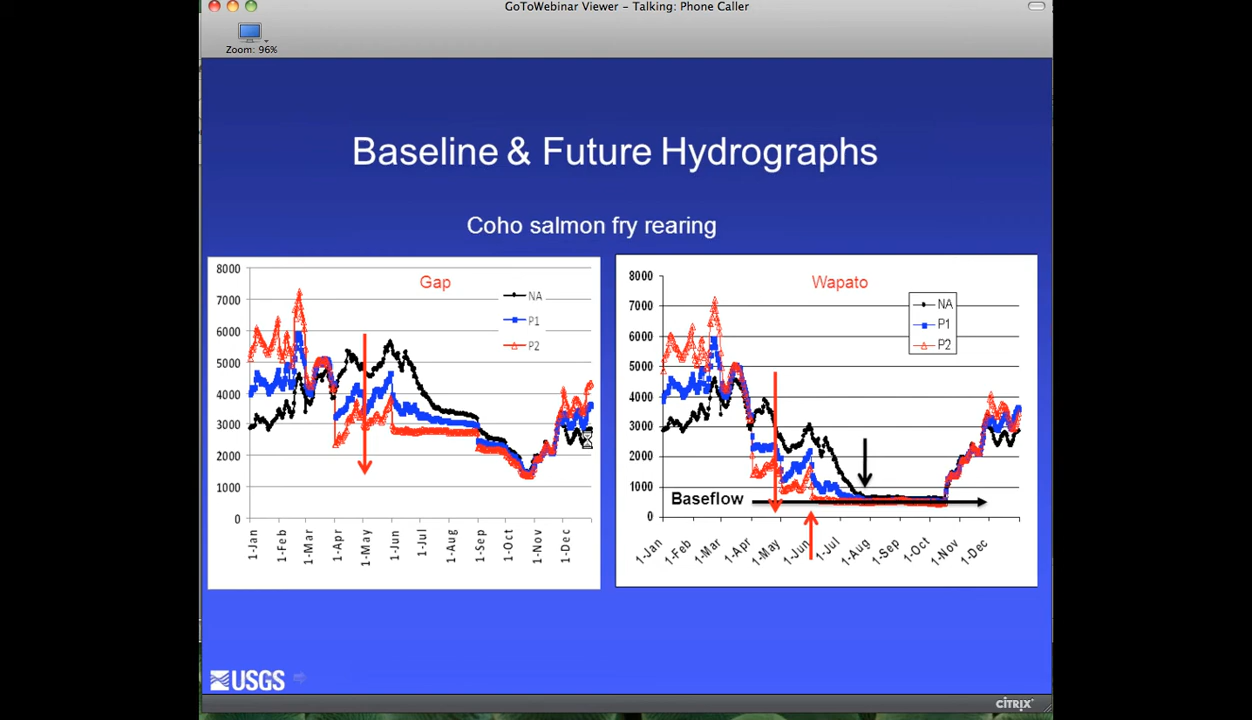 GoToWebinar Viewer – Talking: Phone Caller
Zoom: 96%
Baseline & Future Hydrographs
Coho salmon fry rearing
Gap
NA
P1
P2
8000
7000
6000
5000
4000
3000
2000
1000
0
1-Jan
1-Feb
1-Mar
1-Apr
1-May
1-Jun
1-Jul
1-Aug
1-Sep
1-Oct
1-Nov
1-Dec
Wapato
NA
P1
P2
8000
7000
6000
5000
4000
3000
2000
1000
0
Baseflow
1-Jan
1-Feb
1-Mar
1-Apr
1-May
1-Jun
1-Jul
1-Aug
1-Sep
1-Oct
1-Nov
1-Dec
USGS
CITRIX